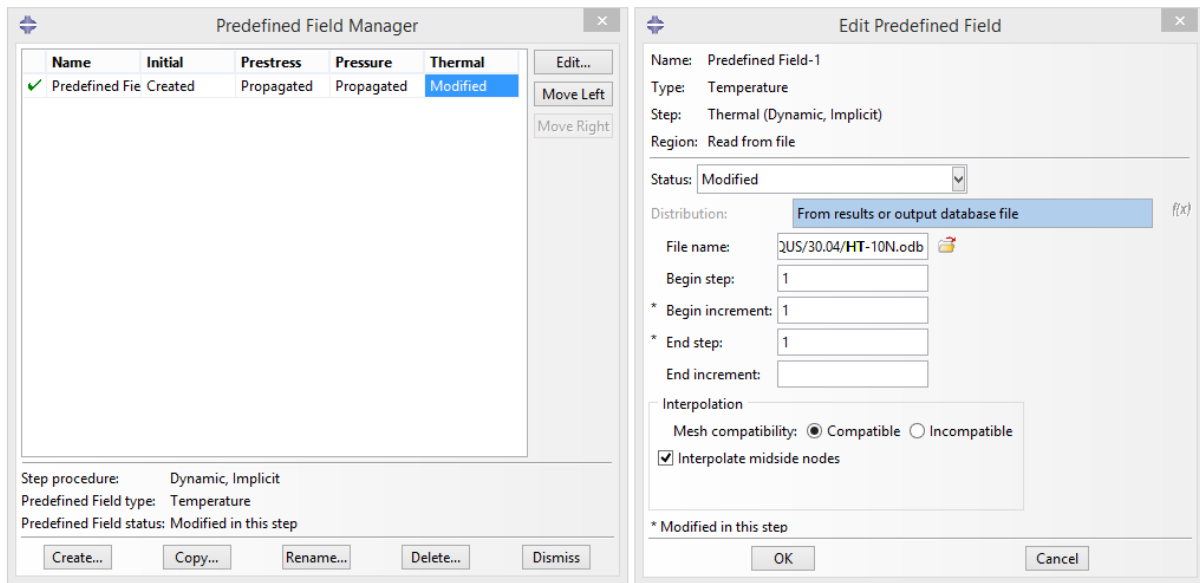 Predefined Field Manager
Name Initial Prestress Pressure Thermal
Predefined Fie Created Propagated Propagated Modified
Edit...
Move Left
Move Right
Step procedure: Dynamic, Implicit
Predefined Field type: Temperature
Predefined Field status: Modified in this step
Create... Copy... Rename... Delete... Dismiss
Edit Predefined Field
Name: Predefined Field-1
Type: Temperature
Step: Thermal (Dynamic, Implicit)
Region: Read from file
Status: Modified
Distribution: From results or output database file f(x)
File name: QUS/30.04/HT-10N.odb
Begin step: 1
* Begin increment: 1
* End step: 1
End increment:
Interpolation
Mesh compatibility: Compatible Incompatible
Interpolate midside nodes
* Modified in this step
OK Cancel